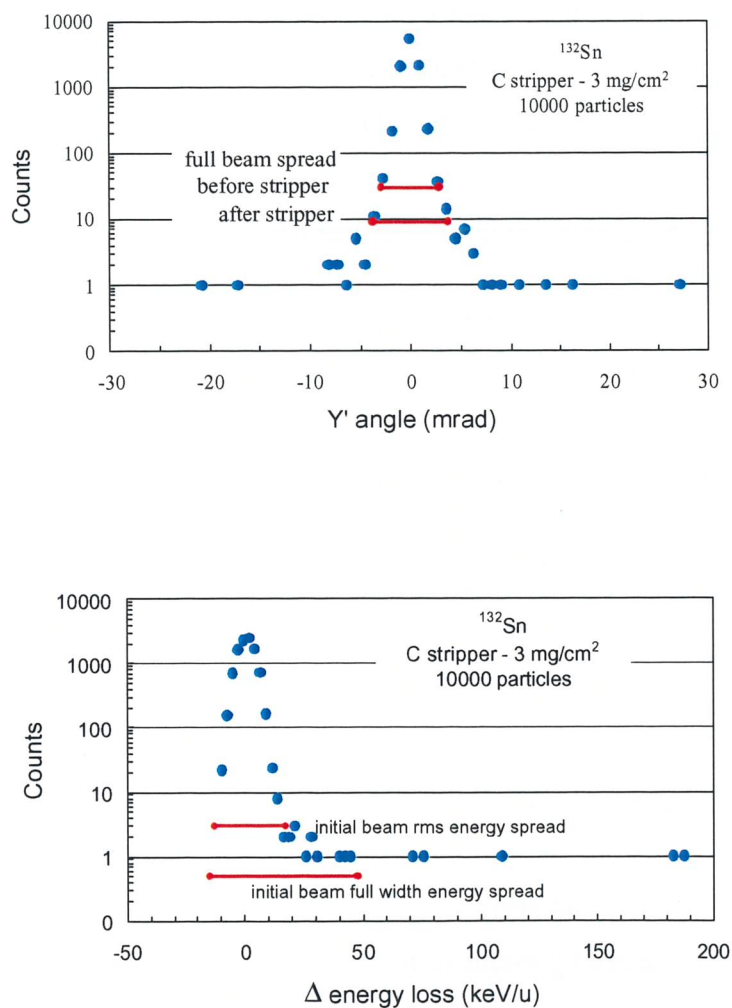 10000
1000
100
10
1
0
Counts
¹³²Sn
C stripper - 3 mg/cm²
10000 particles
full beam spread
before stripper
after stripper
-30 -20 -10 0 10 20 30
Y' angle (mrad)
10000
1000
100
10
1
0
Counts
¹³²Sn
C stripper - 3 mg/cm²
10000 particles
initial beam rms energy spread
initial beam full width energy spread
-50 0 50 100 150 200
Δ energy loss (keV/u)